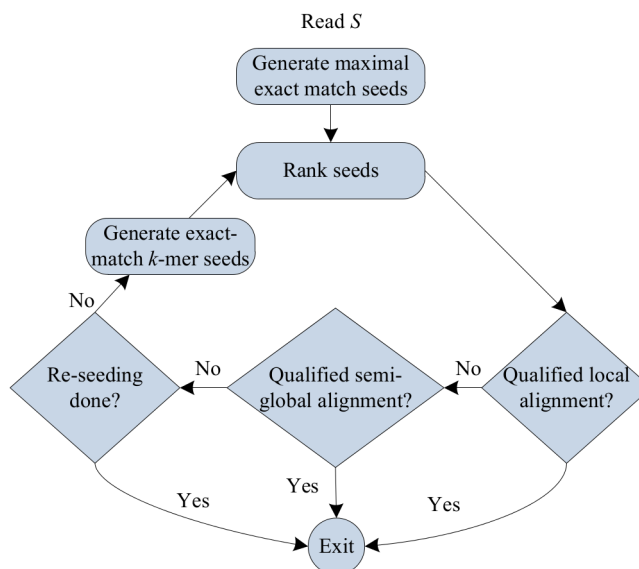 Read S
Generate maximal
exact match seeds
Rank seeds
Generate exact-
match k-mer seeds
No
Re-seeding
done?
No
Qualified semi-
global alignment?
No
Qualified local
alignment?
Yes
Yes
Yes
Exit